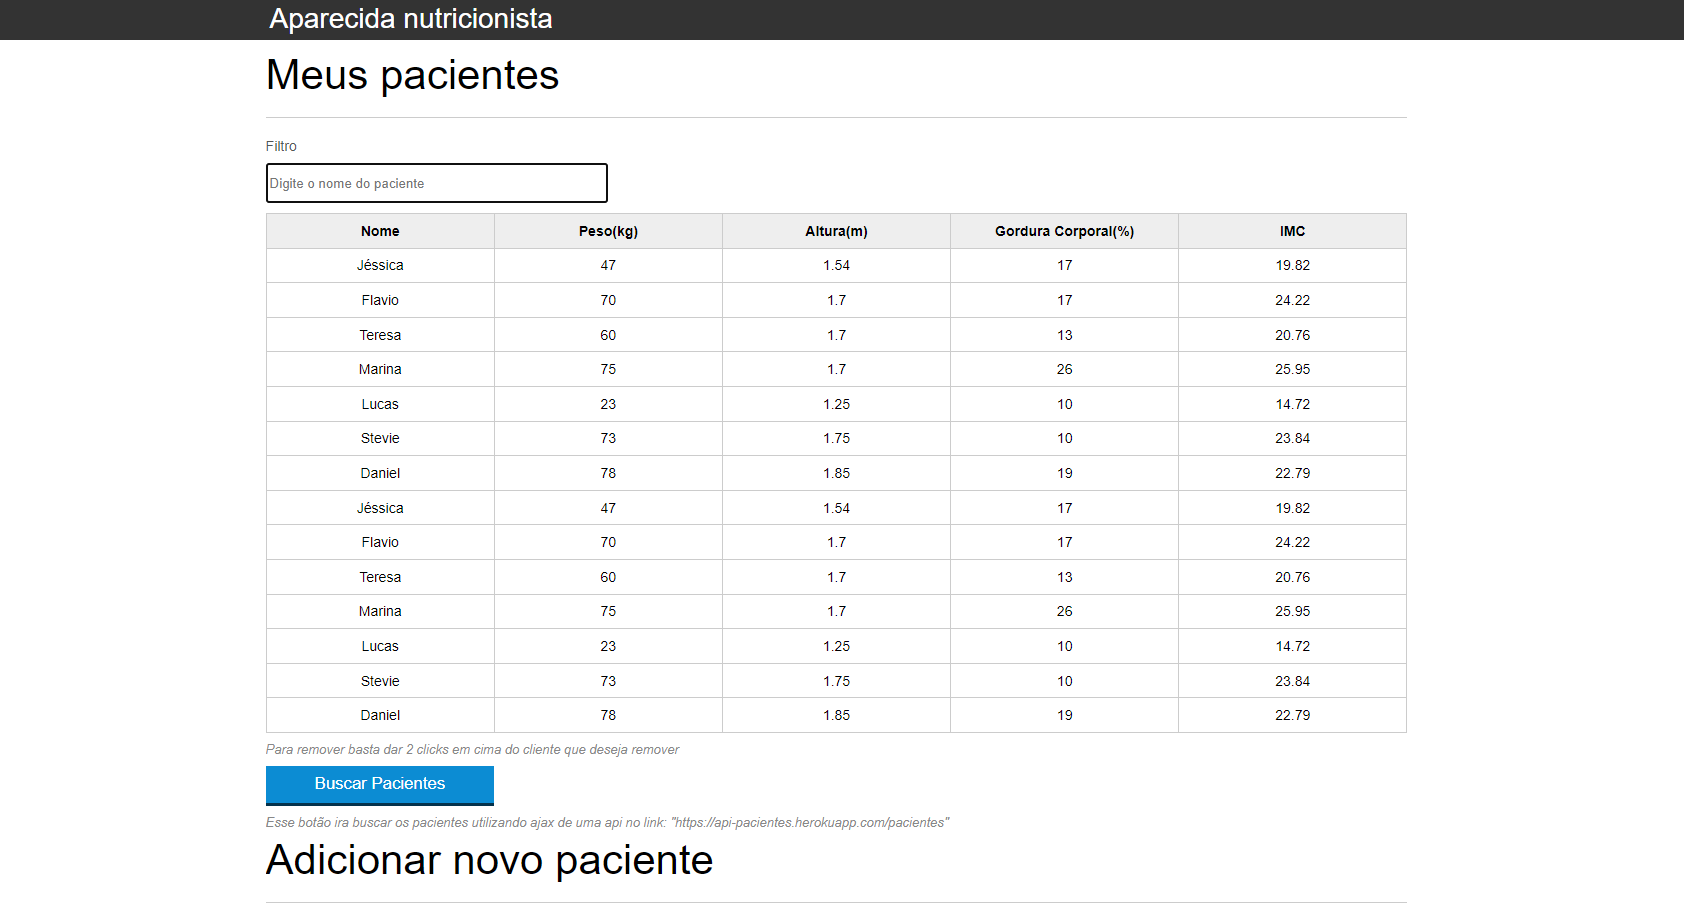 Aparecida nutricionista
Meus pacientes
Filtro
Digite o nome do paciente
Nome Peso(kg) Altura(m) Gordura Corporal(%) IMC
Jéssica 47 1.54 17 19.82
Flavio 70 1.7 17 24.22
Teresa 60 1.7 13 20.76
Marina 75 1.7 26 25.95
Lucas 23 1.25 10 14.72
Stevie 73 1.75 10 23.84
Daniel 78 1.85 19 22.79
Jéssica 47 1.54 17 19.82
Flavio 70 1.7 17 24.22
Teresa 60 1.7 13 20.76
Marina 75 1.7 26 25.95
Lucas 23 1.25 10 14.72
Stevie 73 1.75 10 23.84
Daniel 78 1.85 19 22.79
Para remover basta dar 2 clicks em cima do cliente que deseja remover
Buscar Pacientes
Esse botão ira buscar os pacientes utilizando ajax de uma api no link: "https://api-pacientes.herokuapp.com/pacientes"
Adicionar novo paciente